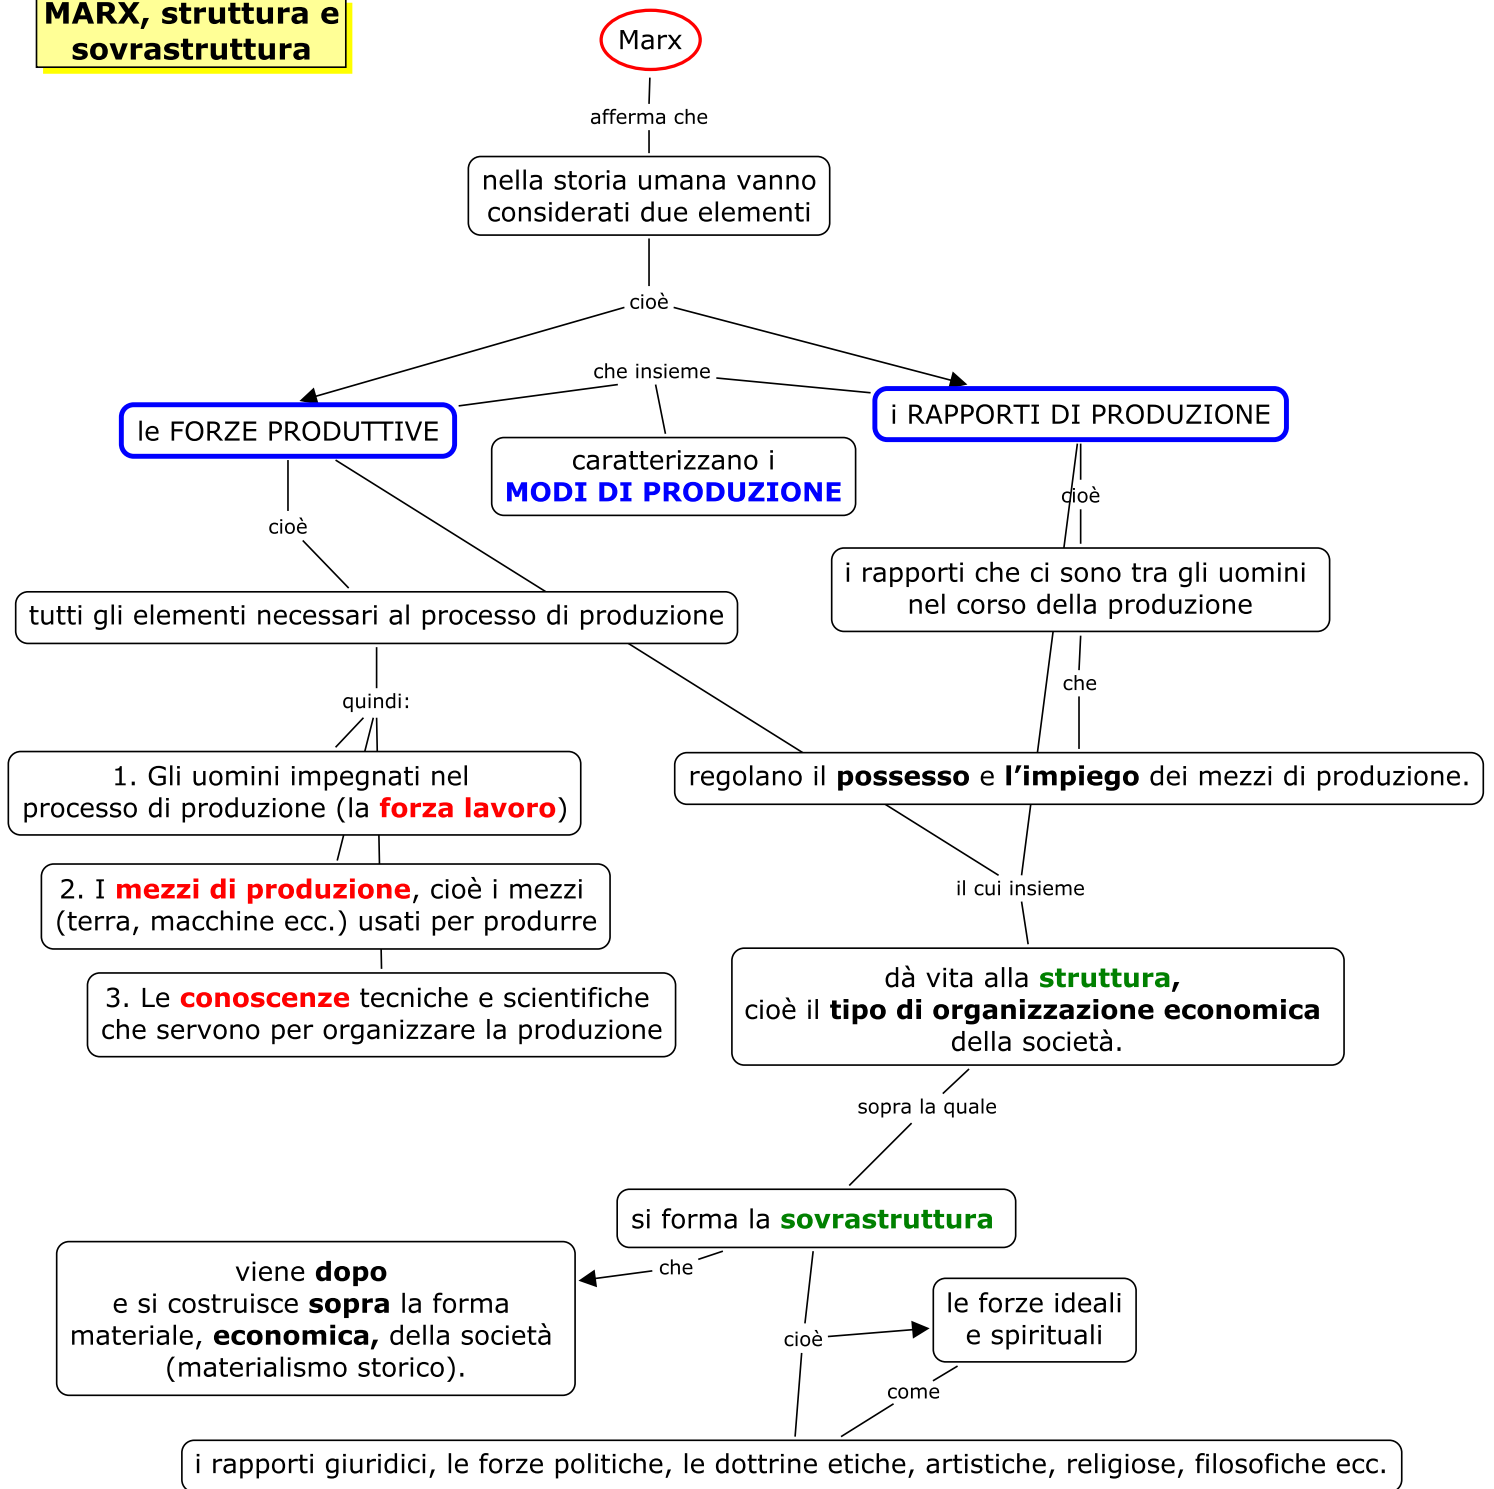 MARX, struttura e
sovrastruttura
Marx
afferma che
nella storia umana vanno
considerati due elementi
cioè
che insieme
le FORZE PRODUTTIVE
i RAPPORTI DI PRODUZIONE
caratterizzano i
MODI DI PRODUZIONE
cioè
cioè
i rapporti che ci sono tra gli uomini
nel corso della produzione
tutti gli elementi necessari al processo di produzione
che
quindi:
1. Gli uomini impegnati nel
processo di produzione (la forza lavoro)
regolano il possesso e l’impiego dei mezzi di produzione.
2. I mezzi di produzione, cioè i mezzi
(terra, macchine ecc.) usati per produrre
il cui insieme
3. Le conoscenze tecniche e scientifiche
che servono per organizzare la produzione
dà vita alla struttura,
cioè il tipo di organizzazione economica
della società.
sopra la quale
si forma la sovrastruttura
che
viene dopo
e si costruisce sopra la forma
materiale, economica, della società
(materialismo storico).
cioè
le forze ideali
e spirituali
come
i rapporti giuridici, le forze politiche, le dottrine etiche, artistiche, religiose, filosofiche ecc.